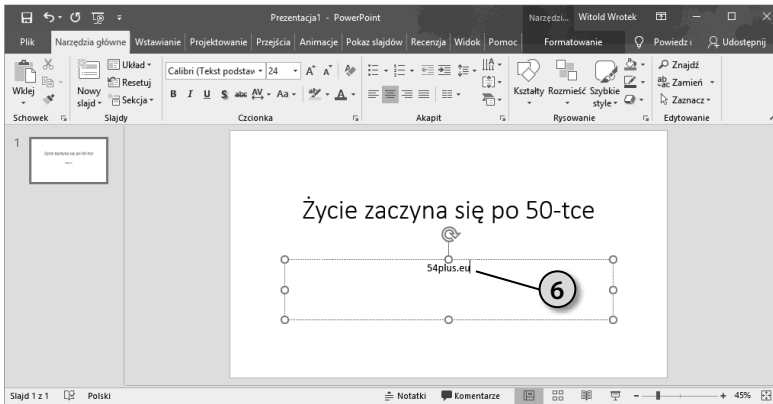 Prezentacja1 - PowerPoint
Narzędzi... Witold Wrotek
Plik Narzędzia główne Wstawianie Projektowanie Przejścia Animacje Pokaz slajdów Recenzja Widok Pomoc Formatowanie Powiedz i Udostępnij
Wklej
Nowy slajd
Układ
Resetuj
Sekcja
Calibri (Tekst podstaw 24 A A
B I U S abc AV Aa A
Kształty Rozmieść Szybkie style
Znajdź
Zamień
Zaznacz
Schowek Slajdy Czcionka Akapit Rysowanie Edytowanie
1
Życie zaczyna się po 50-tce
54plus.eu
6
Slajd 1 z 1 Polski Notatki Komentarze 45%